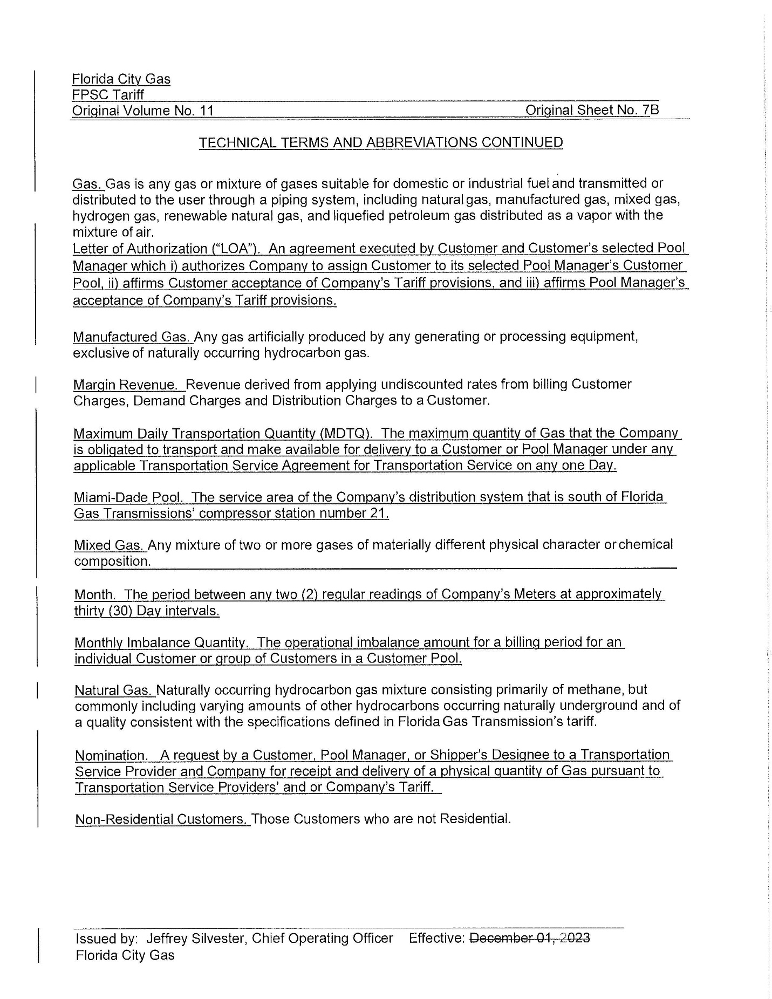 Florida City Gas
FPSC Tariff
Original Volume No. 11 Original Sheet No. 7B
TECHNICAL TERMS AND ABBREVIATIONS CONTINUED
Gas. Gas is any gas or mixture of gases suitable for domestic or industrial fuel and transmitted or
distributed to the user through a piping system, including natural gas, manufactured gas, mixed gas,
hydrogen gas, renewable natural gas, and liquefied petroleum gas distributed as a vapor with the
mixture of air.
Letter of Authorization (“LOA”). An agreement executed by Customer and Customer’s selected Pool
Manager which i) authorizes Company to assign Customer to its selected Pool Manager’s Customer
Pool, ii) affirms Customer acceptance of Company’s Tariff provisions, and iii) affirms Pool Manager’s
acceptance of Company’s Tariff provisions.
Manufactured Gas. Any gas artificially produced by any generating or processing equipment,
exclusive of naturally occurring hydrocarbon gas.
Margin Revenue. Revenue derived from applying undiscounted rates from billing Customer
Charges, Demand Charges and Distribution Charges to a Customer.
Maximum Daily Transportation Quantity (MDTQ). The maximum quantity of Gas that the Company
is obligated to transport and make available for delivery to a Customer or Pool Manager under any
applicable Transportation Service Agreement for Transportation Service on any one Day.
Miami-Dade Pool. The service area of the Company’s distribution system that is south of Florida
Gas Transmissions’ compressor station number 21.
Mixed Gas. Any mixture of two or more gases of materially different physical character or chemical
composition.
Month. The period between any two (2) regular readings of Company’s Meters at approximately
thirty (30) Day intervals.
Monthly Imbalance Quantity. The operational imbalance amount for a billing period for an
individual Customer or group of Customers in a Customer Pool.
Natural Gas. Naturally occurring hydrocarbon gas mixture consisting primarily of methane, but
commonly including varying amounts of other hydrocarbons occurring naturally underground and of
a quality consistent with the specifications defined in Florida Gas Transmission’s tariff.
Nomination. A request by a Customer, Pool Manager, or Shipper’s Designee to a Transportation
Service Provider and Company for receipt and delivery of a physical quantity of Gas pursuant to
Transportation Service Providers’ and or Company’s Tariff.
Non-Residential Customers. Those Customers who are not Residential.
Issued by: Jeffrey Silvester, Chief Operating Officer Effective: December 01, 2023
Florida City Gas